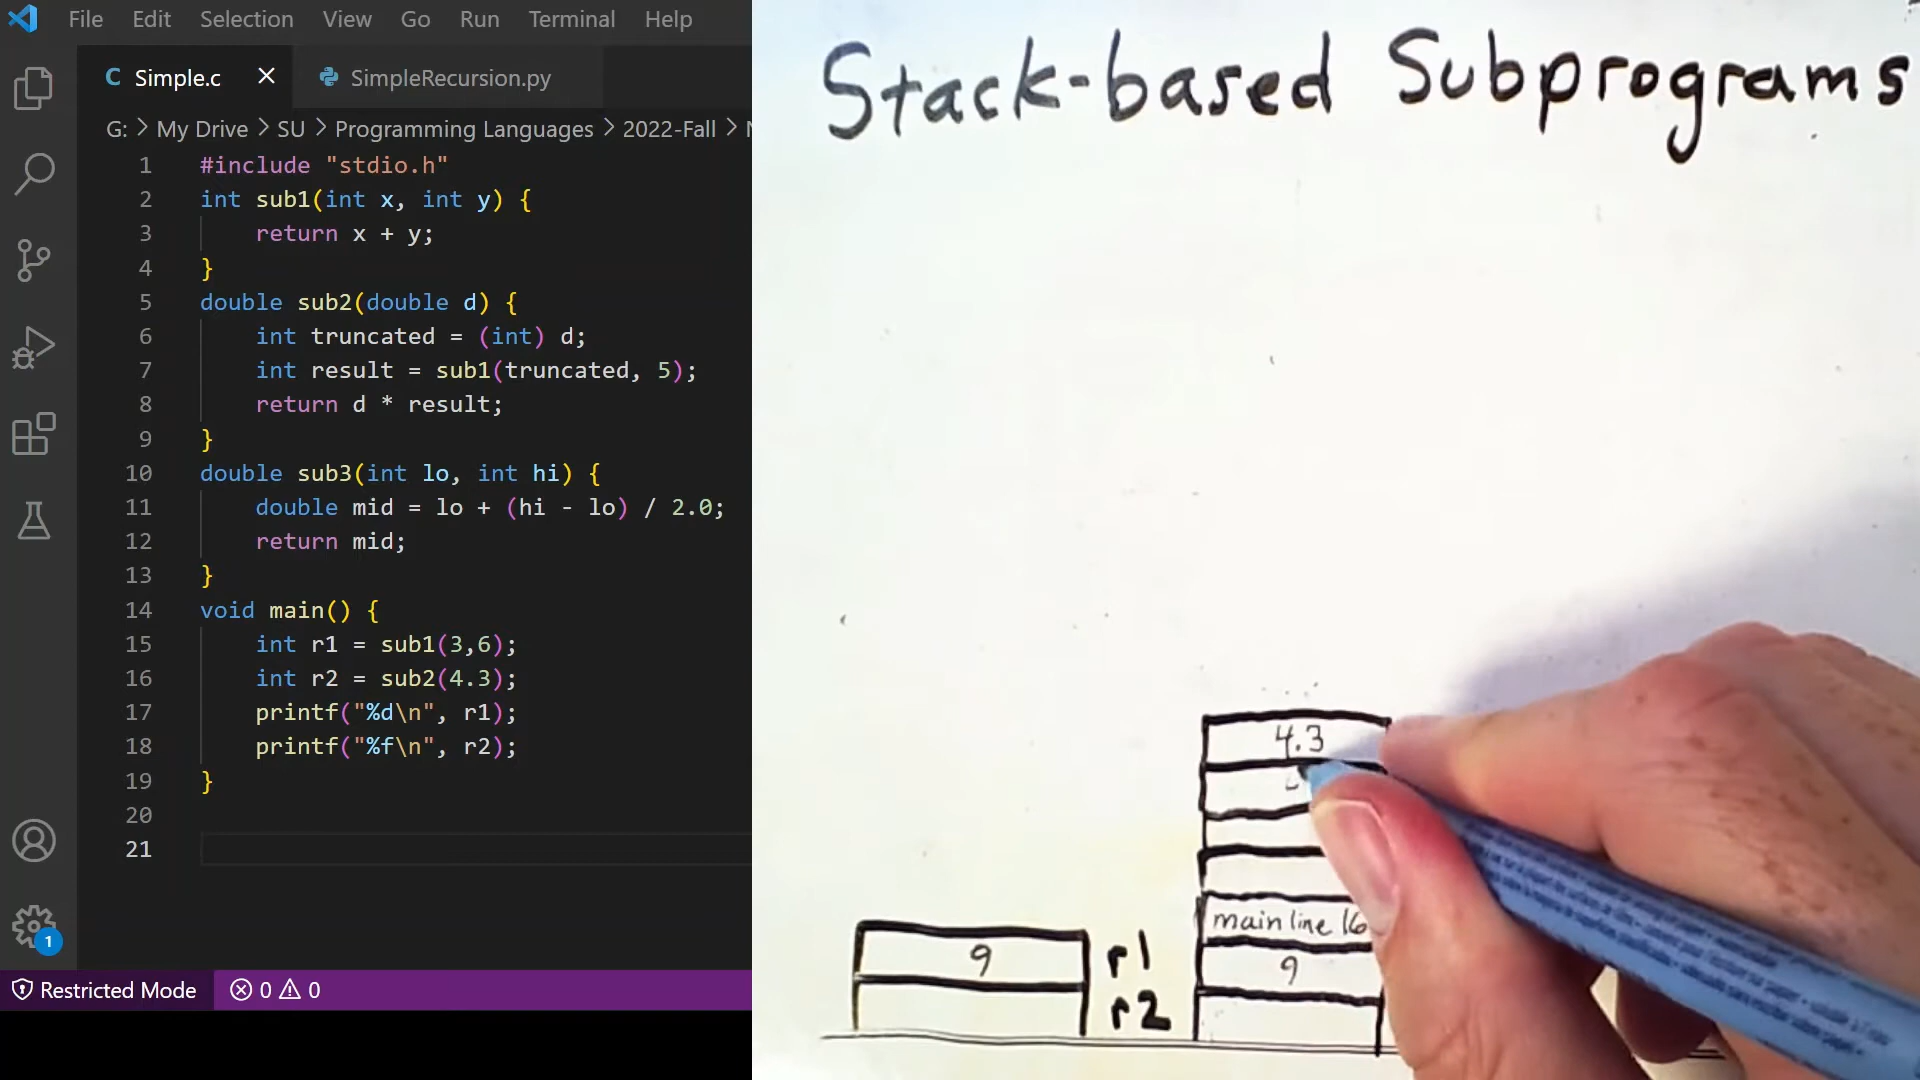 File Edit Selection View Go Run Terminal Help
C Simple.c × SimpleRecursion.py
G: > My Drive > SU > Programming Languages > 2022-Fall >
1 #include "stdio.h"
2 int sub1(int x, int y) {
3 return x + y;
4 }
5 double sub2(double d) {
6 int truncated = (int) d;
7 int result = sub1(truncated, 5);
8 return d * result;
9 }
10 double sub3(int lo, int hi) {
11 double mid = lo + (hi - lo) / 2.0;
12 return mid;
13 }
14 void main() {
15 int r1 = sub1(3,6);
16 int r2 = sub2(4.3);
17 printf("%d\n", r1);
18 printf("%f\n", r2);
19 }
20
21
1
Restricted Mode 0 0
Stack-based Subprograms
4.3
main line 16
9
9 r1
r2